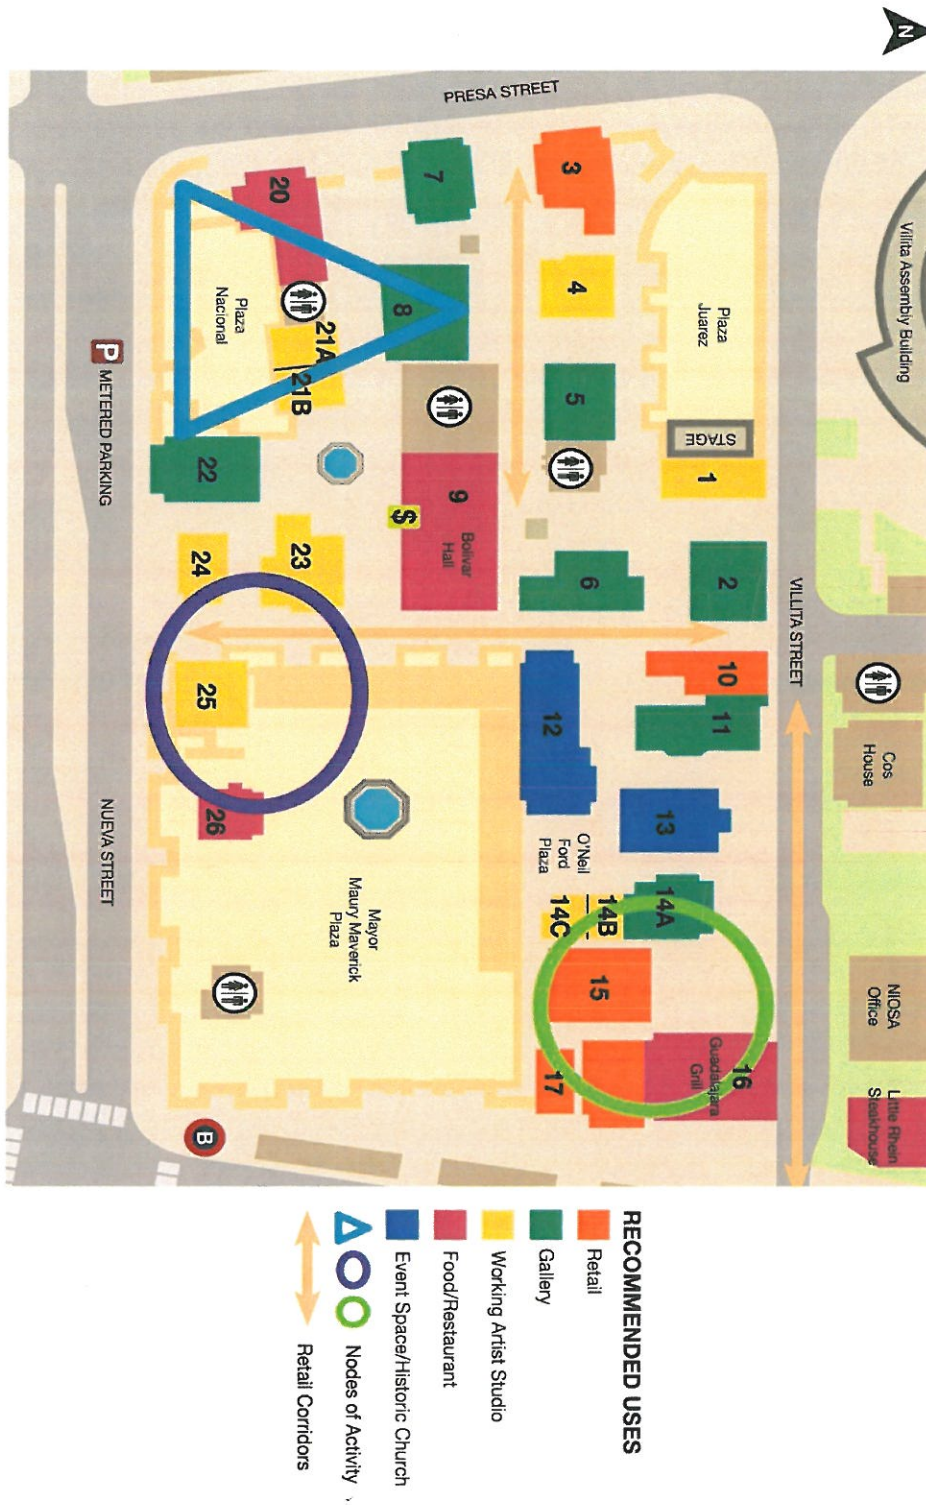 N
Villita Assembly Building
Cos
House
NIOSA
Office
Little Rhein
Steakhouse
VILLITA STREET
PRESA STREET
Plaza
Juarez
STAGE
1
2
10
11
13
14A
16
Guadalajara
Grill
3
4
5
6
12
O'Neil
Ford
Plaza
14B
14C
15
17
7
8
9
Bolivar
Hall
$
20
21A
21B
23
Mayor
Maury Maverick
Plaza
Plaza
Nacional
22
24
25
26
B
P METERED PARKING
NUEVA STREET
RECOMMENDED USES
Retail
Gallery
Working Artist Studio
Food/Restaurant
Event Space/Historic Church
Nodes of Activity
Retail Corridors